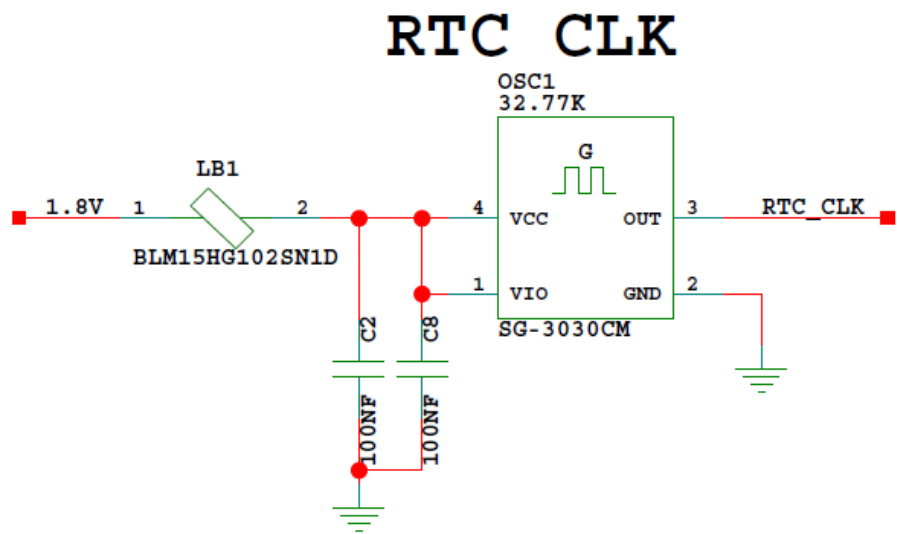 RTC CLK
OSC1
32.77K
G
LB1
1.8V
1
2
4
VCC
OUT
3
RTC_CLK
BLM15HG102SN1D
1
VIO
GND
2
SG-3030CM
C2
C8
100NF
100NF